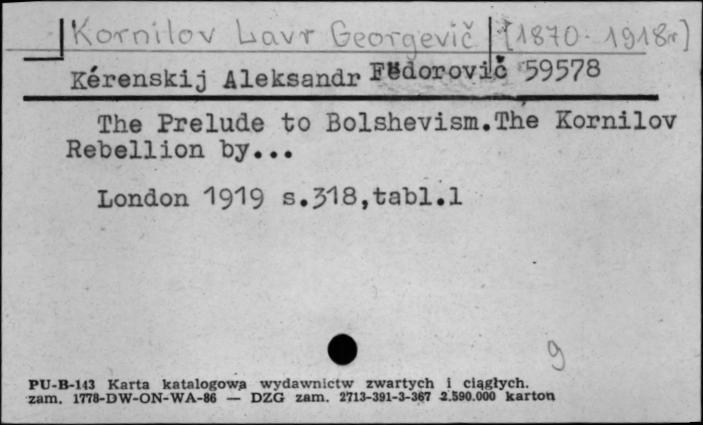 Kornilov Lavr Georgevič [1870-1918r]
Kérenskij Aleksandr Fëdorovič 59578
The Prelude to Bolshevism.The Kornilov
Rebellion by...
London 1919 s.318,tabl.1
9
PU-B-143 Karta katalogowa wydawnictw zwartych i ciągłych.
zam. 1778-DW-ON-WA-86 — DZG zam. 2713-391-3-367 2.590.000 karton